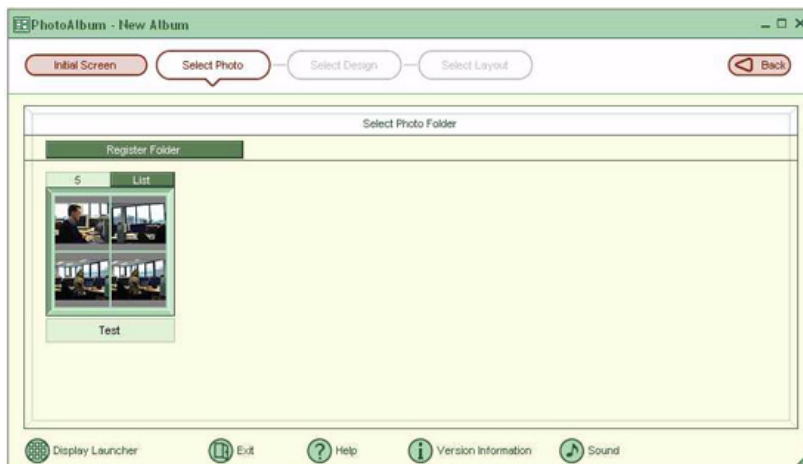 PhotoAlbum - New Album
Initial Screen Select Photo Select Design Select Layout Back
Select Photo Folder
Register Folder
5 List
Test
Display Launcher Exit Help Version Information Sound